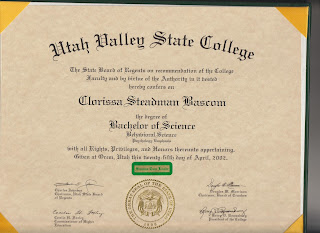 Utah Valley State College
The State Board of Regents on recommendation of the College
Faculty and by virtue of the Authority in it vested
hereby confers on
Clorissa Steadman Bascom
the degree of
Bachelor of Science
Behavioral Science
Psychology Emphasis
with all Rights, Privileges, and Honors thereunto appertaining.
Given at Orem, Utah this twenty-fifth day of April, 2002.